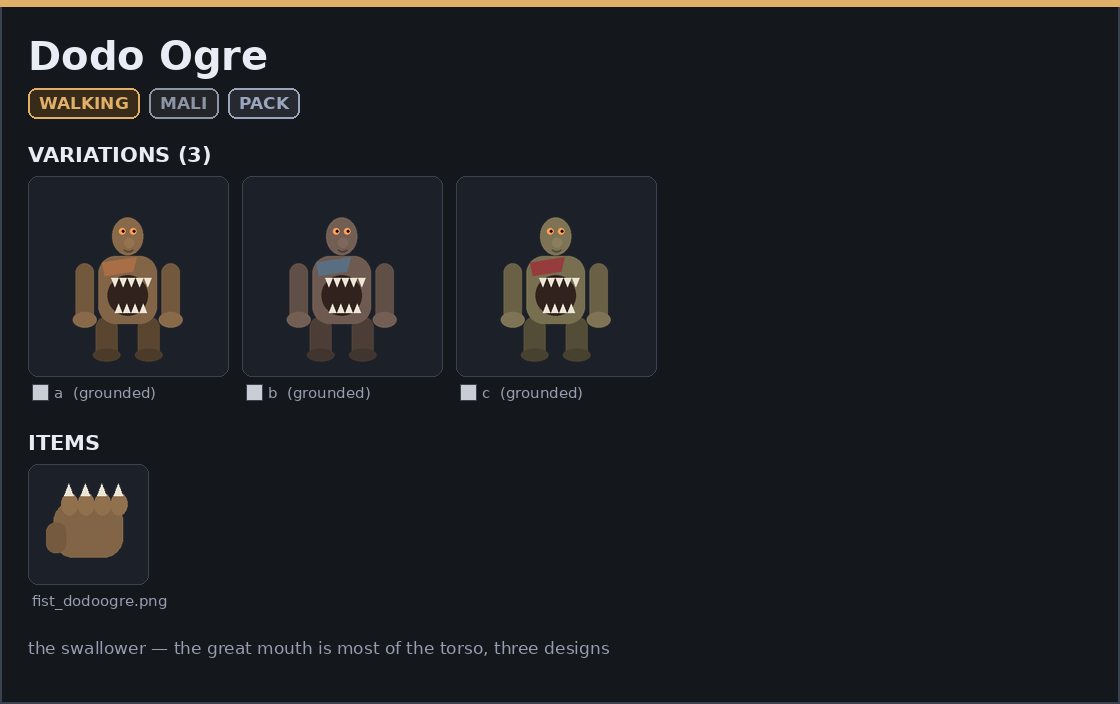 Dodo Ogre
WALKING MALI PACK
VARIATIONS (3)
a (grounded) b (grounded) c (grounded)
ITEMS
fist_dodoogre.png
the swallower — the great mouth is most of the torso, three designs